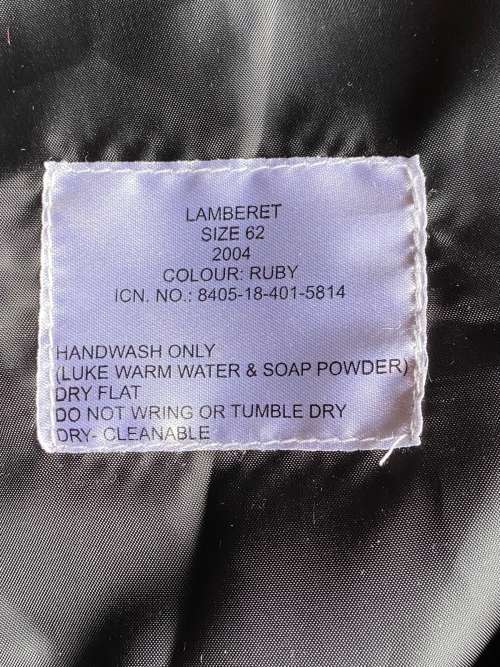 LAMBERET
SIZE 62
2004
COLOUR: RUBY
ICN. NO.: 8405-18-401-5814
HANDWASH ONLY
(LUKE WARM WATER & SOAP POWDER)
DRY FLAT
DO NOT WRING OR TUMBLE DRY
DRY- CLEANABLE